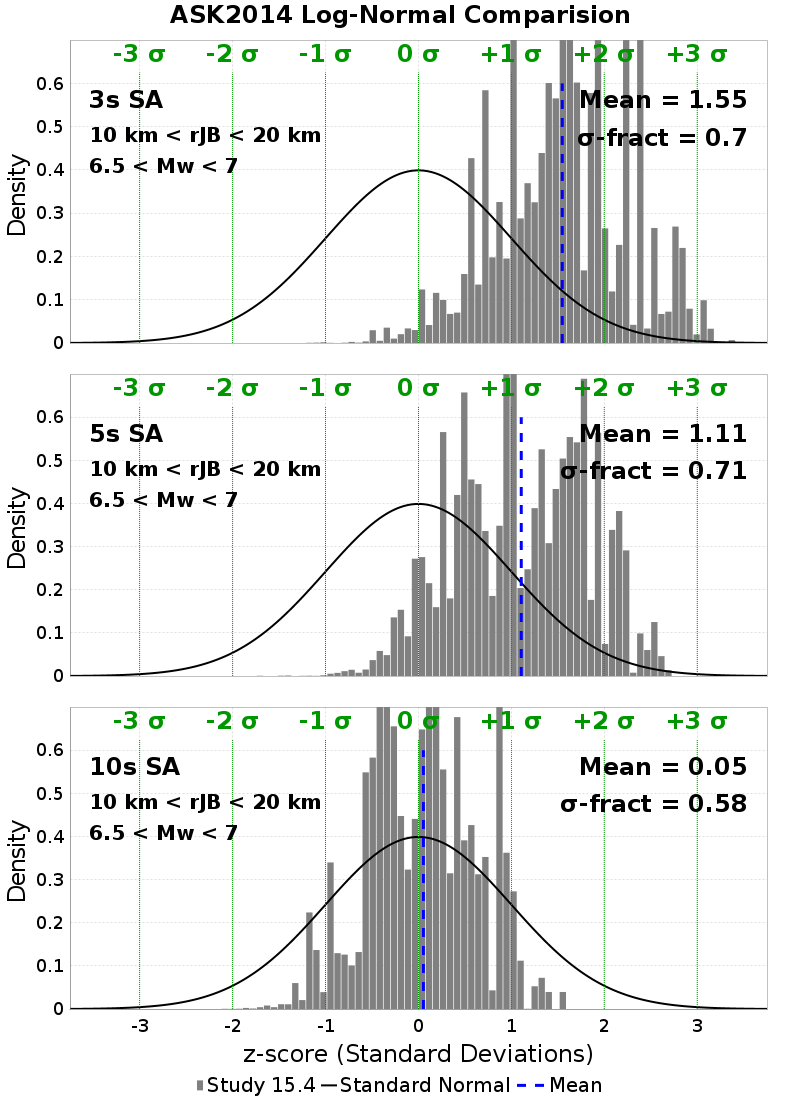 ASK2014 Log-Normal Comparision
-3 σ -2 σ -1 σ 0 σ +1 σ +2 σ +3 σ
3s SA
10 km < rJB < 20 km
6.5 < Mw < 7
Mean = 1.55
σ-fract = 0.7
Density
0.6
0.5
0.4
0.3
0.2
0.1
0
-3 σ -2 σ -1 σ 0 σ +1 σ +2 σ +3 σ
5s SA
10 km < rJB < 20 km
6.5 < Mw < 7
Mean = 1.11
σ-fract = 0.71
Density
0.6
0.5
0.4
0.3
0.2
0.1
0
-3 σ -2 σ -1 σ 0 σ +1 σ +2 σ +3 σ
10s SA
10 km < rJB < 20 km
6.5 < Mw < 7
Mean = 0.05
σ-fract = 0.58
Density
0.6
0.5
0.4
0.3
0.2
0.1
0
-3 -2 -1 0 1 2 3
z-score (Standard Deviations)
Study 15.4 Standard Normal Mean